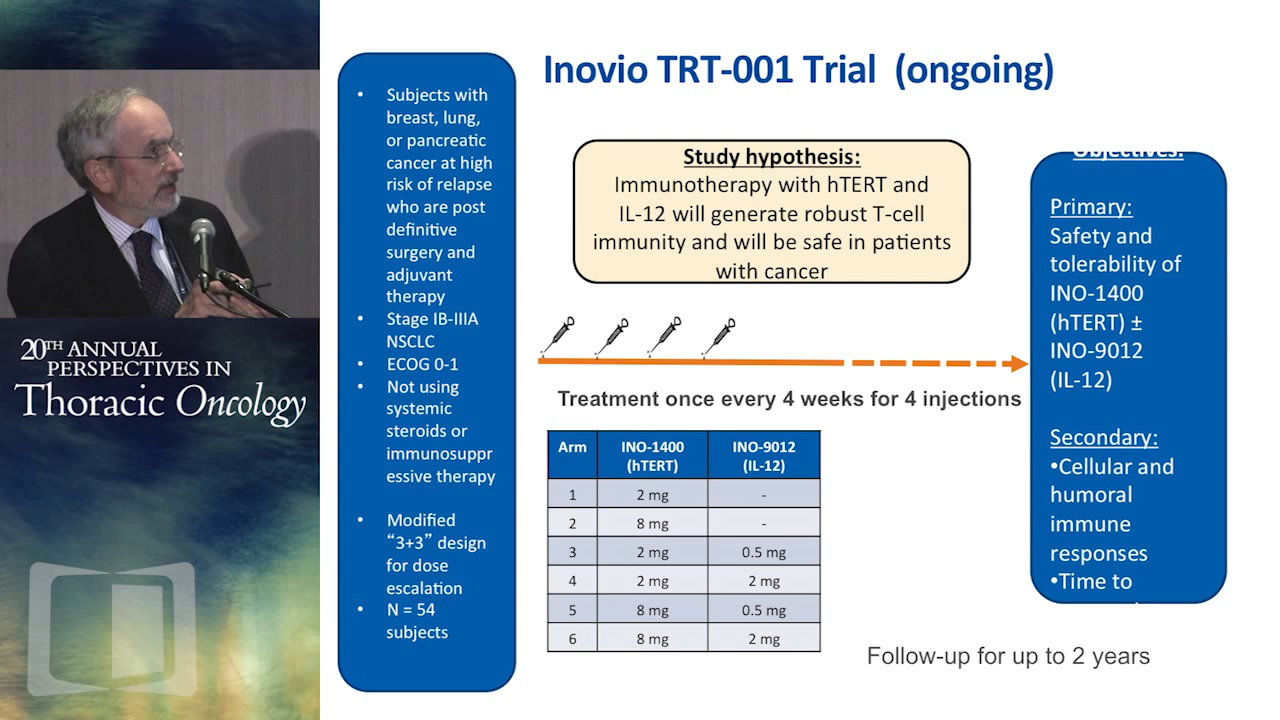 Inovio TRT-001 Trial (ongoing)
• Subjects with
breast, lung,
or pancreatic
cancer at high
risk of relapse
who are post
definitive
surgery and
adjuvant
therapy
• Stage IB-IIIA
NSCLC
• ECOG 0-1
• Not using
systemic
steroids or
immunosuppr
essive therapy
• Modified
“3+3” design
for dose
escalation
• N = 54
subjects
Study hypothesis:
Immunotherapy with hTERT and
IL-12 will generate robust T-cell
immunity and will be safe in patients
with cancer
Treatment once every 4 weeks for 4 injections
Arm INO-1400 (hTERT) INO-9012 (IL-12)
1 2 mg -
2 8 mg -
3 2 mg 0.5 mg
4 2 mg 2 mg
5 8 mg 0.5 mg
6 8 mg 2 mg
Objectives:
Primary:
Safety and
tolerability of
INO-1400
(hTERT) ±
INO-9012
(IL-12)
Secondary:
•Cellular and
humoral
immune
responses
•Time to
Follow-up for up to 2 years
20TH ANNUAL
PERSPECTIVES IN
Thoracic Oncology